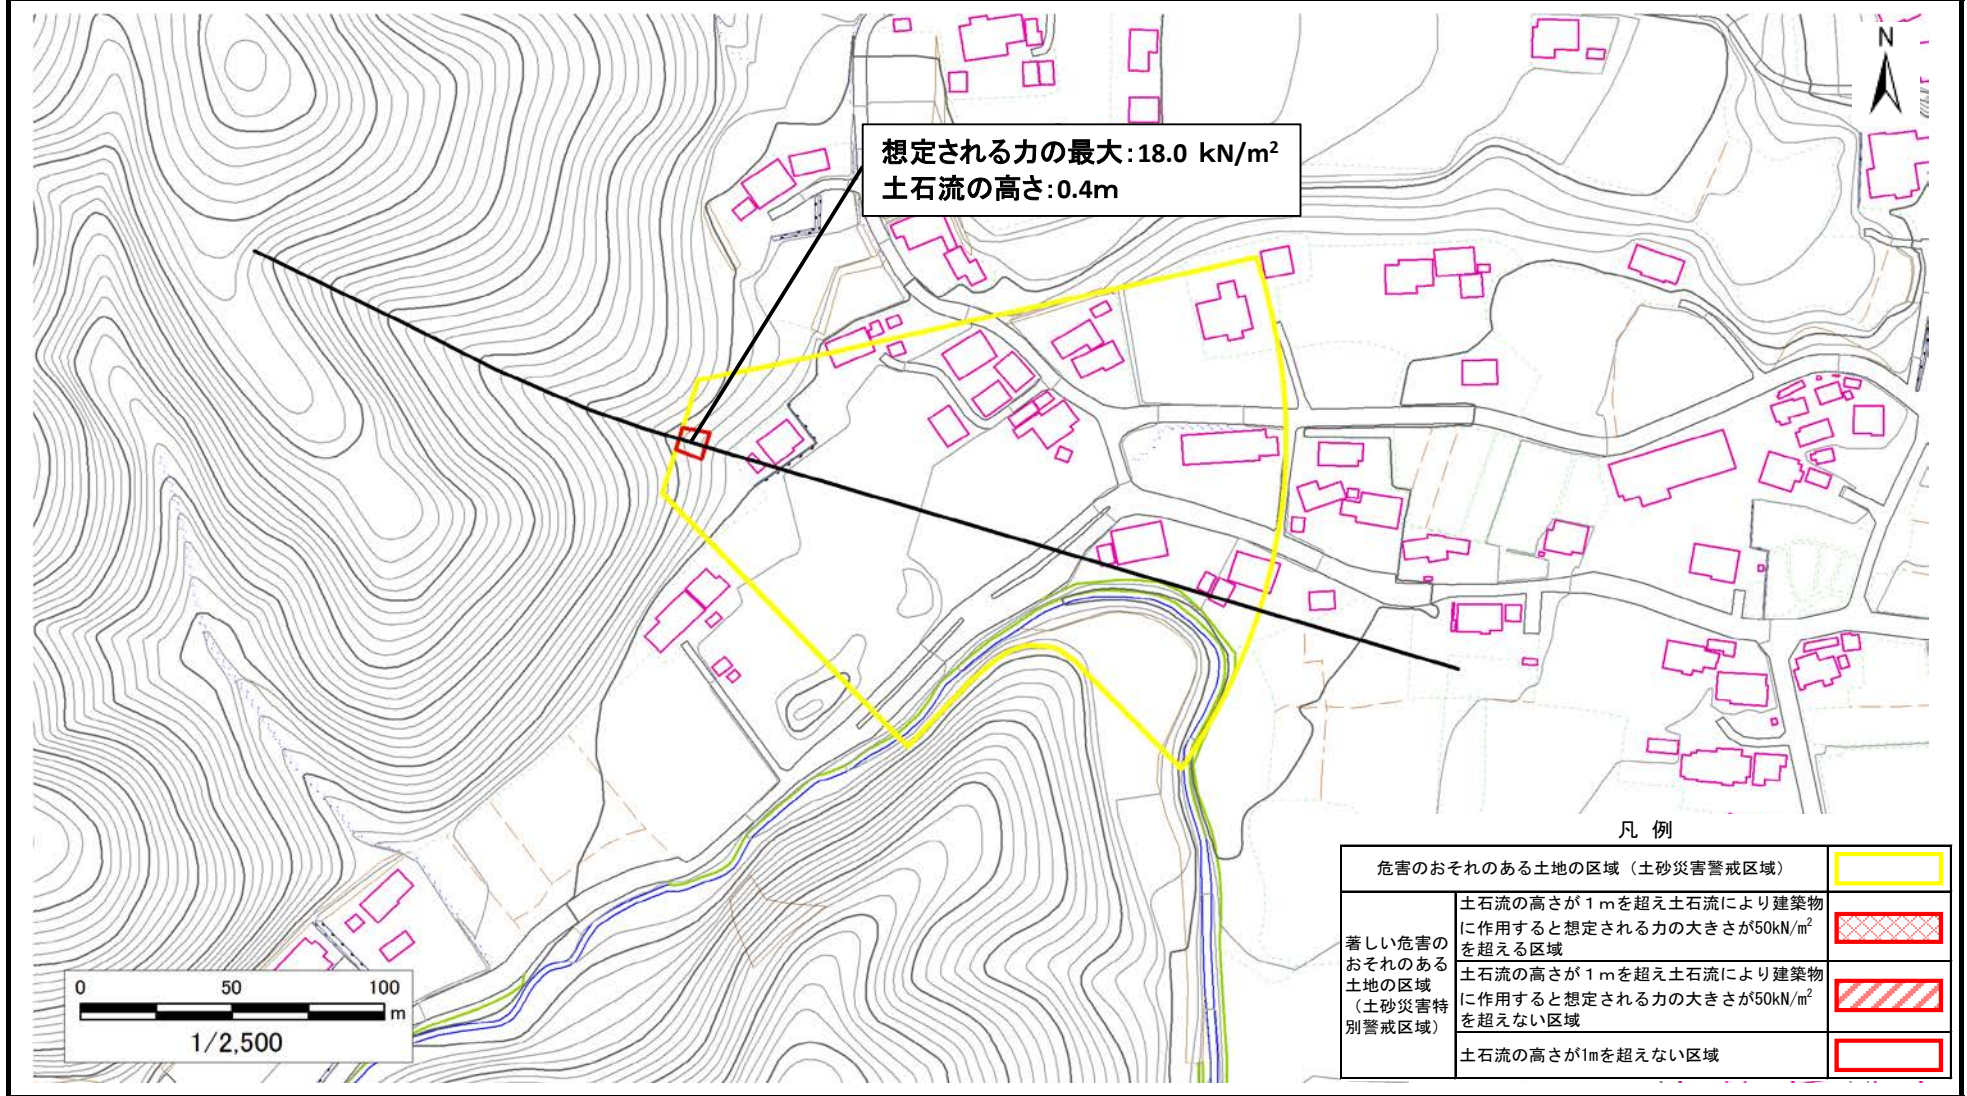 N
想定される力の最大：18.0 kN/m²
土石流の高さ：0.4ｍ
凡 例
危害のおそれのある土地の区域（土砂災害警戒区域）
著しい危害の
おそれのある
土地の区域
（土砂災害特
別警戒区域）
土石流の高さが１ｍを超え土石流により建築物
に作用すると想定される力の大きさが50kN/m²
を超える区域
土石流の高さが１ｍを超え土石流により建築物
に作用すると想定される力の大きさが50kN/m²
を超えない区域
土石流の高さが1mを超えない区域
0 50 100
m
1/2,500